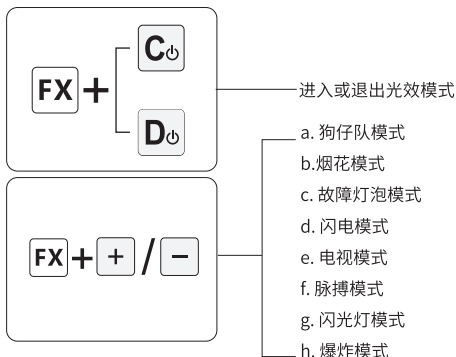 FX + C
D
进入或退出光效模式
a. 狗仔队模式
b.烟花模式
c. 故障灯泡模式
d. 闪电模式
e. 电视模式
f. 脉搏模式
g. 闪光灯模式
h. 爆炸模式
FX + + / −